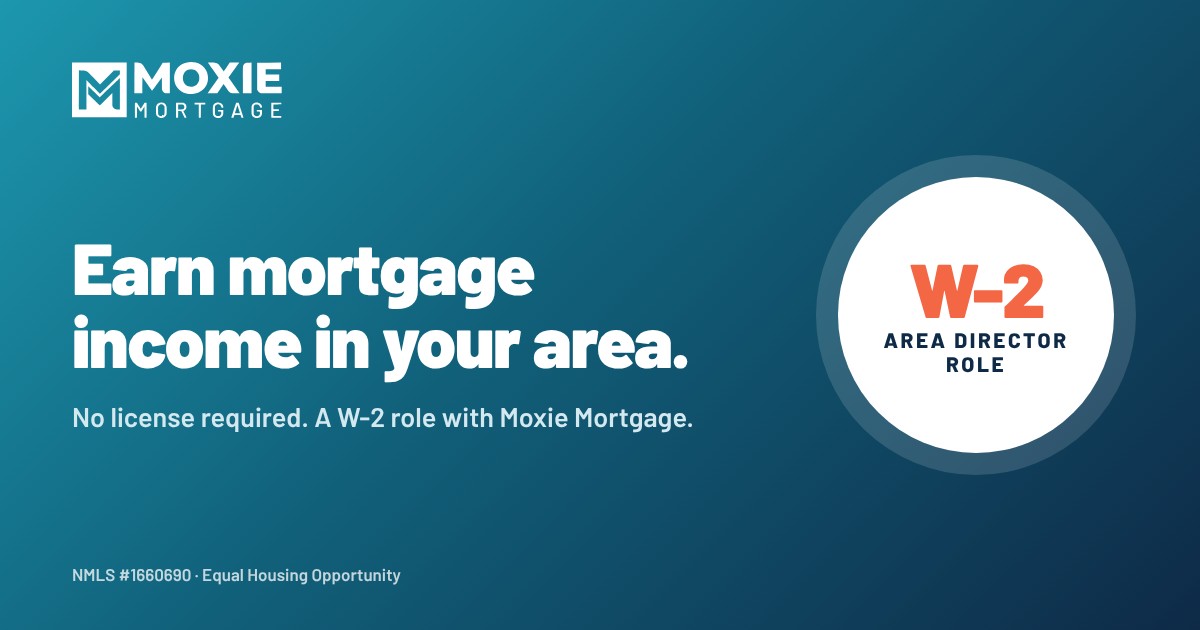 MOXIE
MORTGAGE
Earn mortgage
income in your area.
No license required. A W-2 role with Moxie Mortgage.
W-2
AREA DIRECTOR
ROLE
NMLS #1660690 · Equal Housing Opportunity